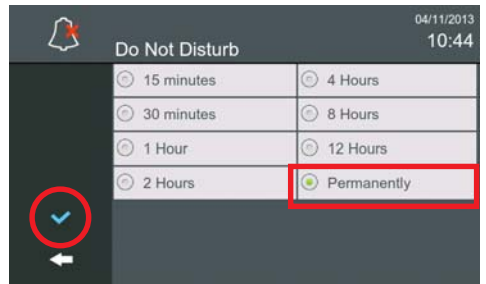 04/11/2013
Do Not Disturb
10:44
15 minutes
4 Hours
30 minutes
8 Hours
1 Hour
12 Hours
2 Hours
Permanently